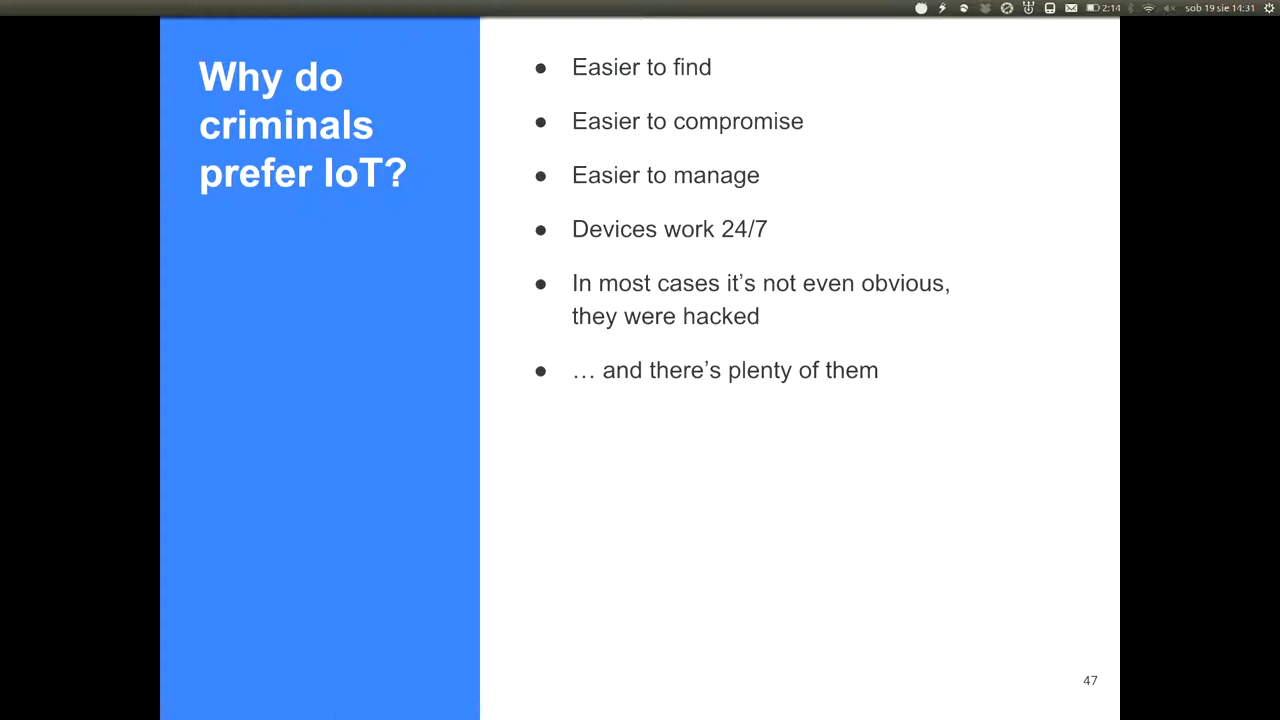 2:14 sob 19 sie 14:31
Why do
criminals
prefer IoT?
● Easier to find
● Easier to compromise
● Easier to manage
● Devices work 24/7
● In most cases it’s not even obvious,
they were hacked
● … and there’s plenty of them
47